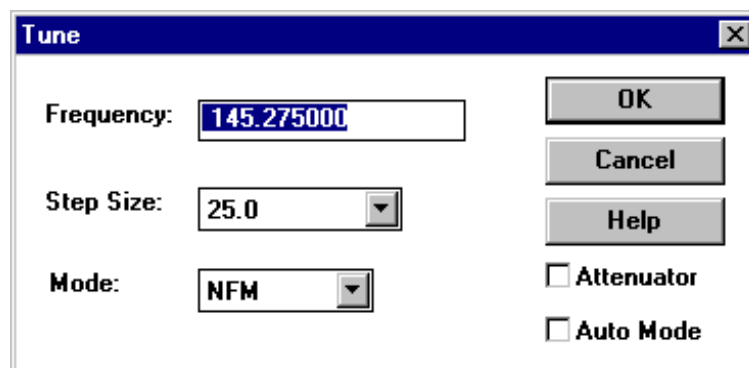 Tune
Frequency: 145.275000
Step Size: 25.0
Mode: NFM
OK
Cancel
Help
Attenuator
Auto Mode